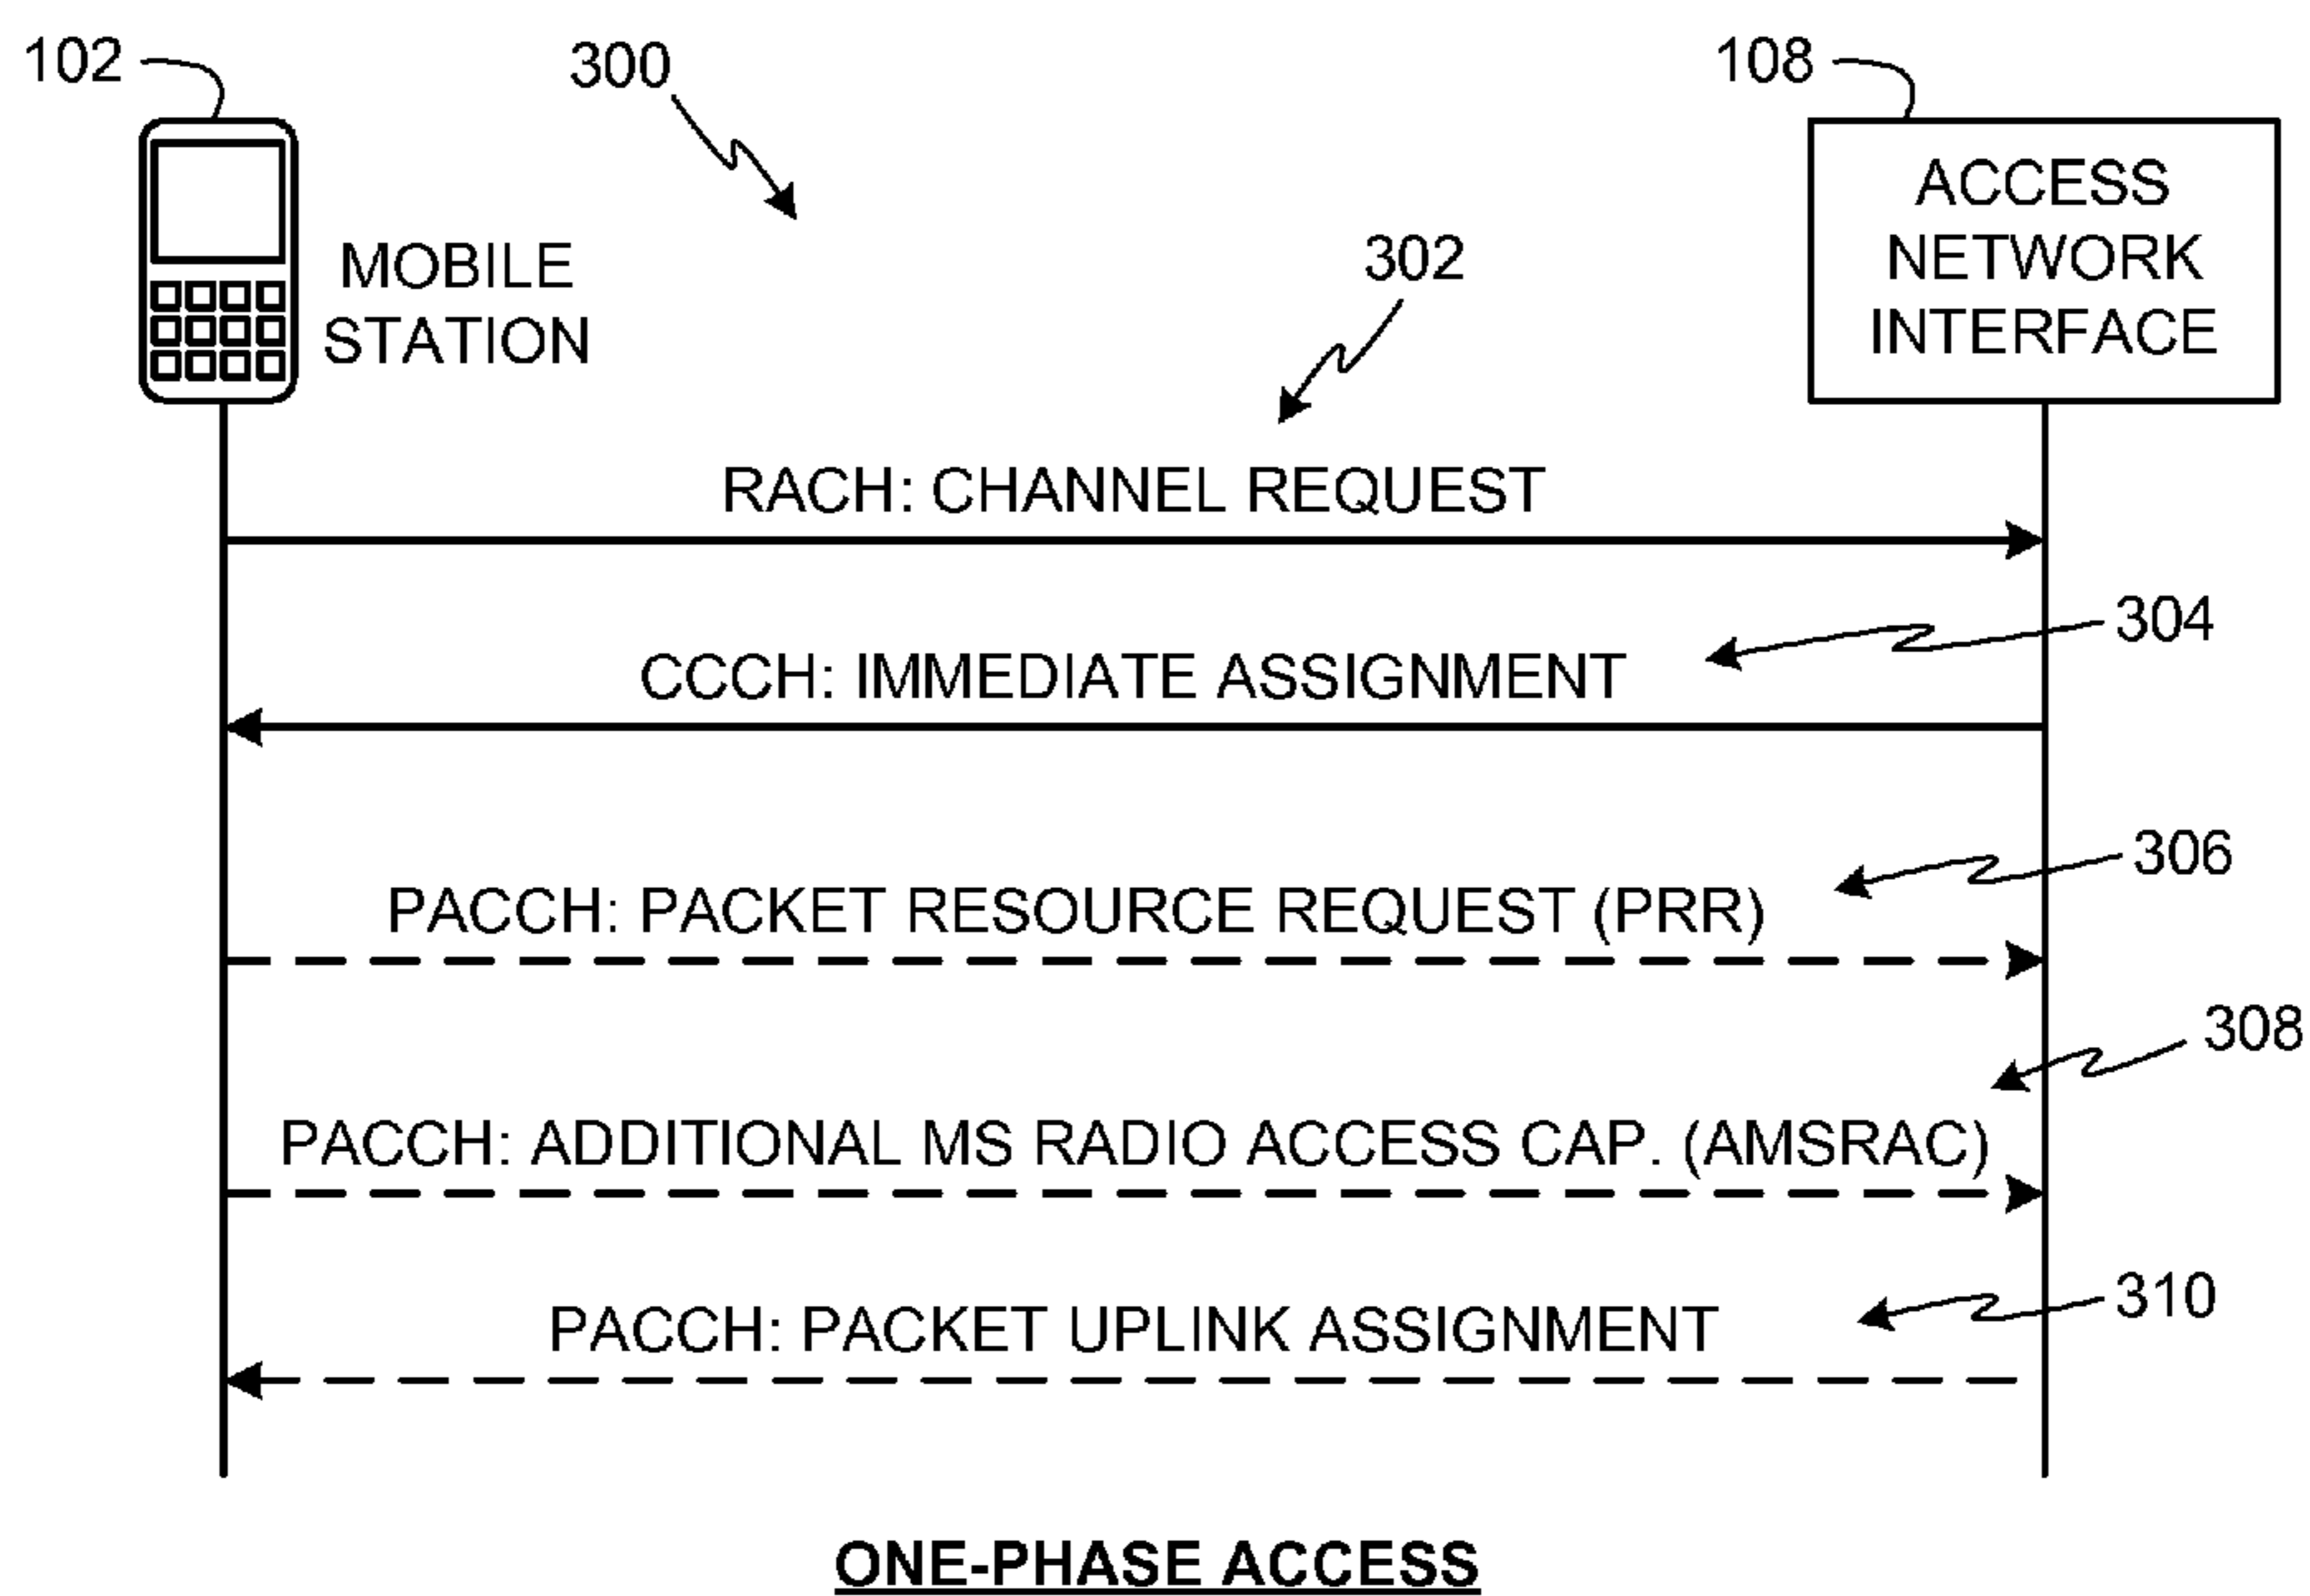 102
300
108
MOBILE
STATION
ACCESS
NETWORK
INTERFACE
302
RACH: CHANNEL REQUEST
304
CCCH: IMMEDIATE ASSIGNMENT
306
PACCH: PACKET RESOURCE REQUEST (PRR)
308
PACCH: ADDITIONAL MS RADIO ACCESS CAP. (AMSRAC)
310
PACCH: PACKET UPLINK ASSIGNMENT
ONE-PHASE ACCESS